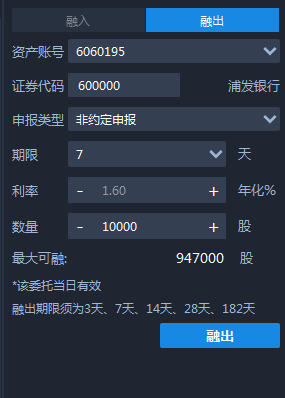 融入 融出
资产账号 6060195
证券代码 600000 浦发银行
申报类型 非约定申报
期限 7 天
利率 - 1.60 + 年化%
数量 - 10000 + 股
最大可融: 947000 股
*该委托当日有效
融出期限须为3天、7天、14天、28天、182天
融出